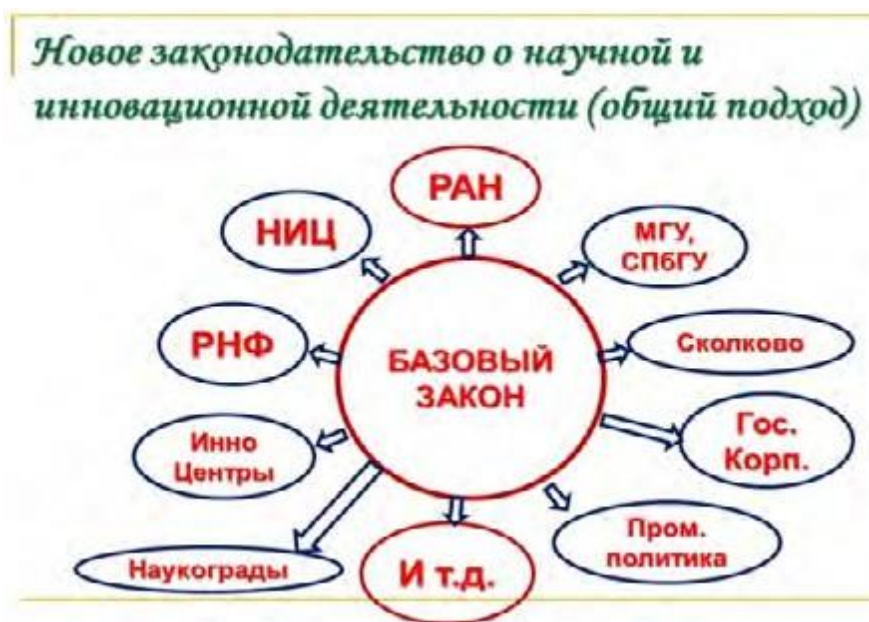 Новое законодательство о научной и
инновационной деятельности (общий подход)
РАН
НИЦ
МГУ,
СПбГУ
РНФ
БАЗОВЫЙ
ЗАКОН
Сколково
Инно
Центры
Гос.
Корп.
Наукограды
И т.д.
Пром.
политика